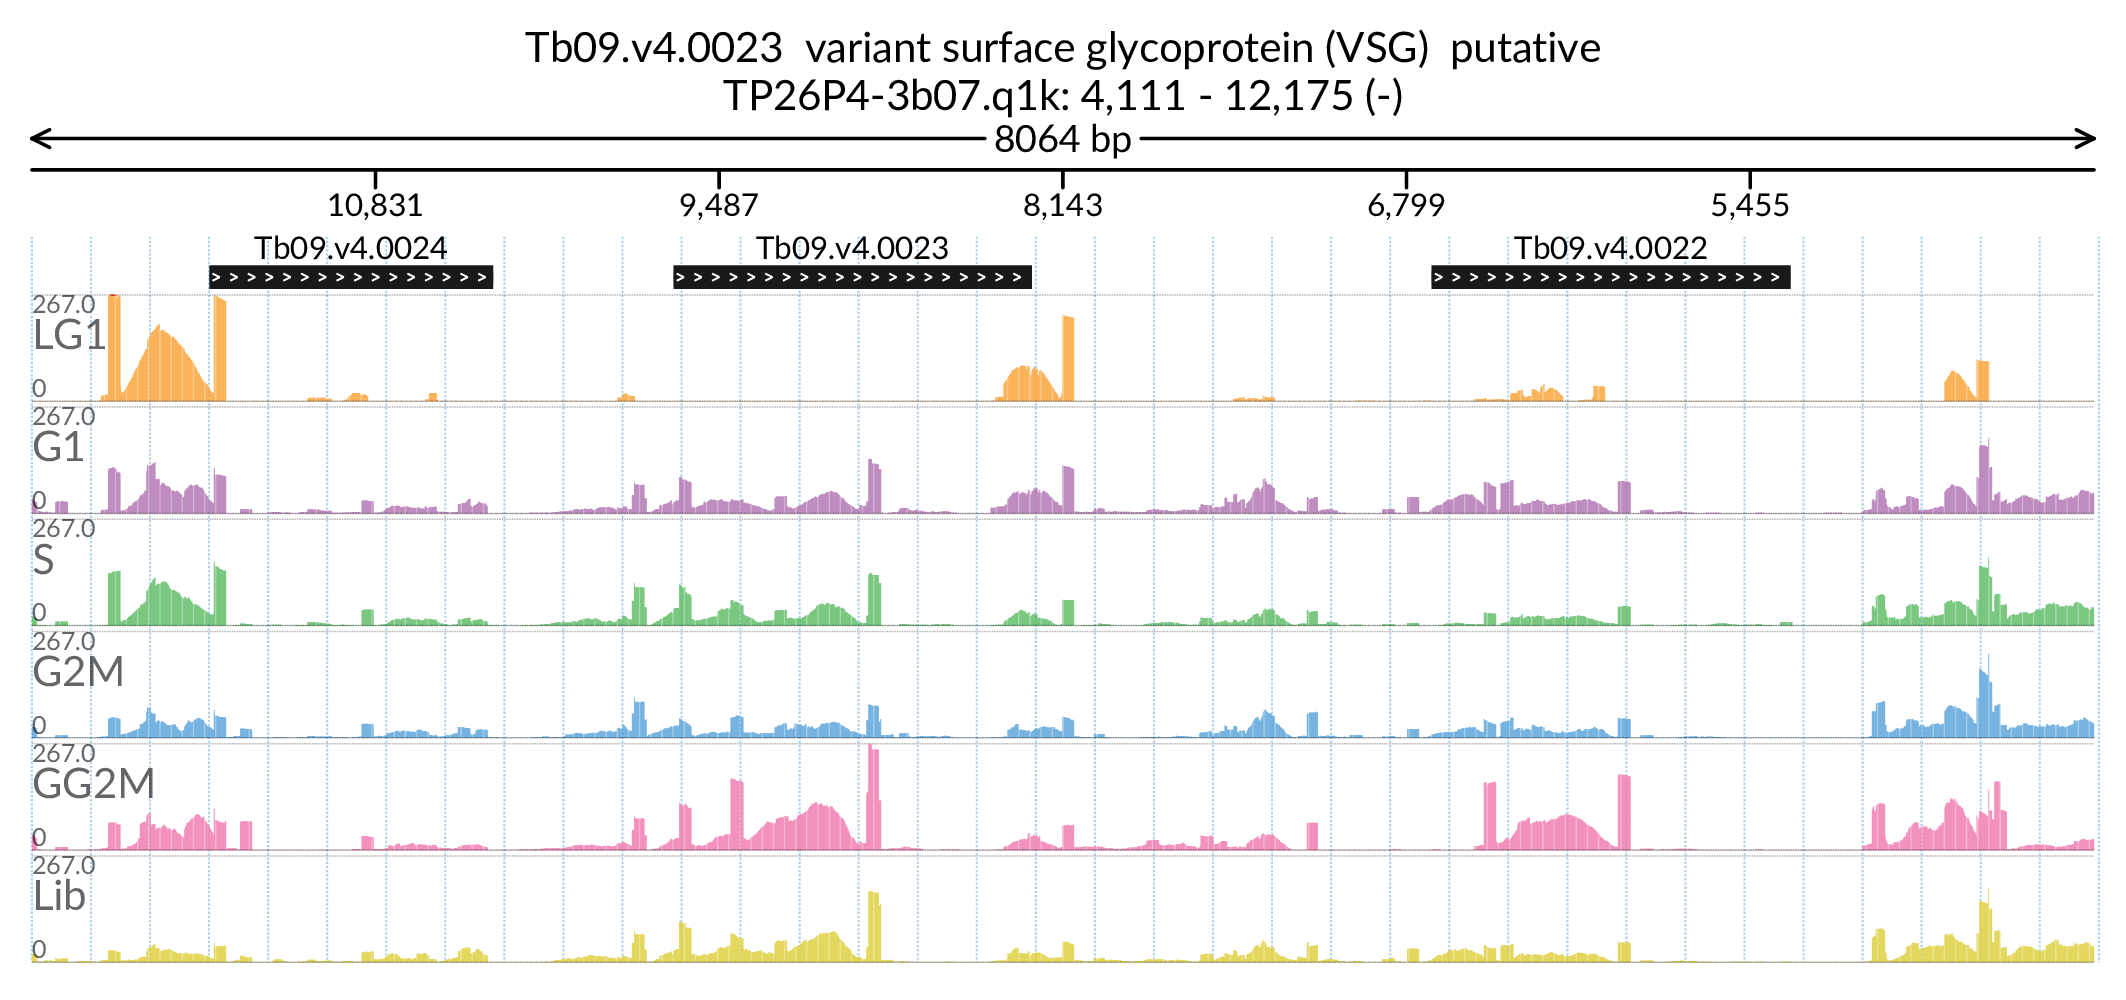 Tb09.v4.0023 variant surface glycoprotein (VSG) putative
TP26P4-3b07.q1k: 4,111 - 12,175 (-)
8064 bp
10,831 9,487 8,143 6,799 5,455
Tb09.v4.0024 Tb09.v4.0023 Tb09.v4.0022
267.0
LG1
0
267.0
G1
0
267.0
S
0
267.0
G2M
0
267.0
GG2M
0
267.0
Lib
0